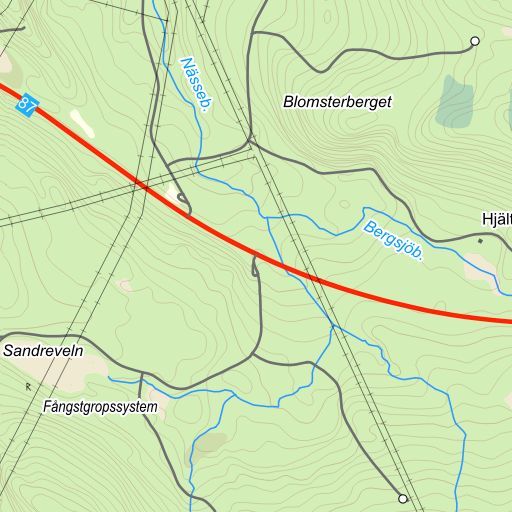 Nässeb.
87
Blomsterberget
Hjält
Bergsjöb.
Sandreveln
Fångstgropssystem
R